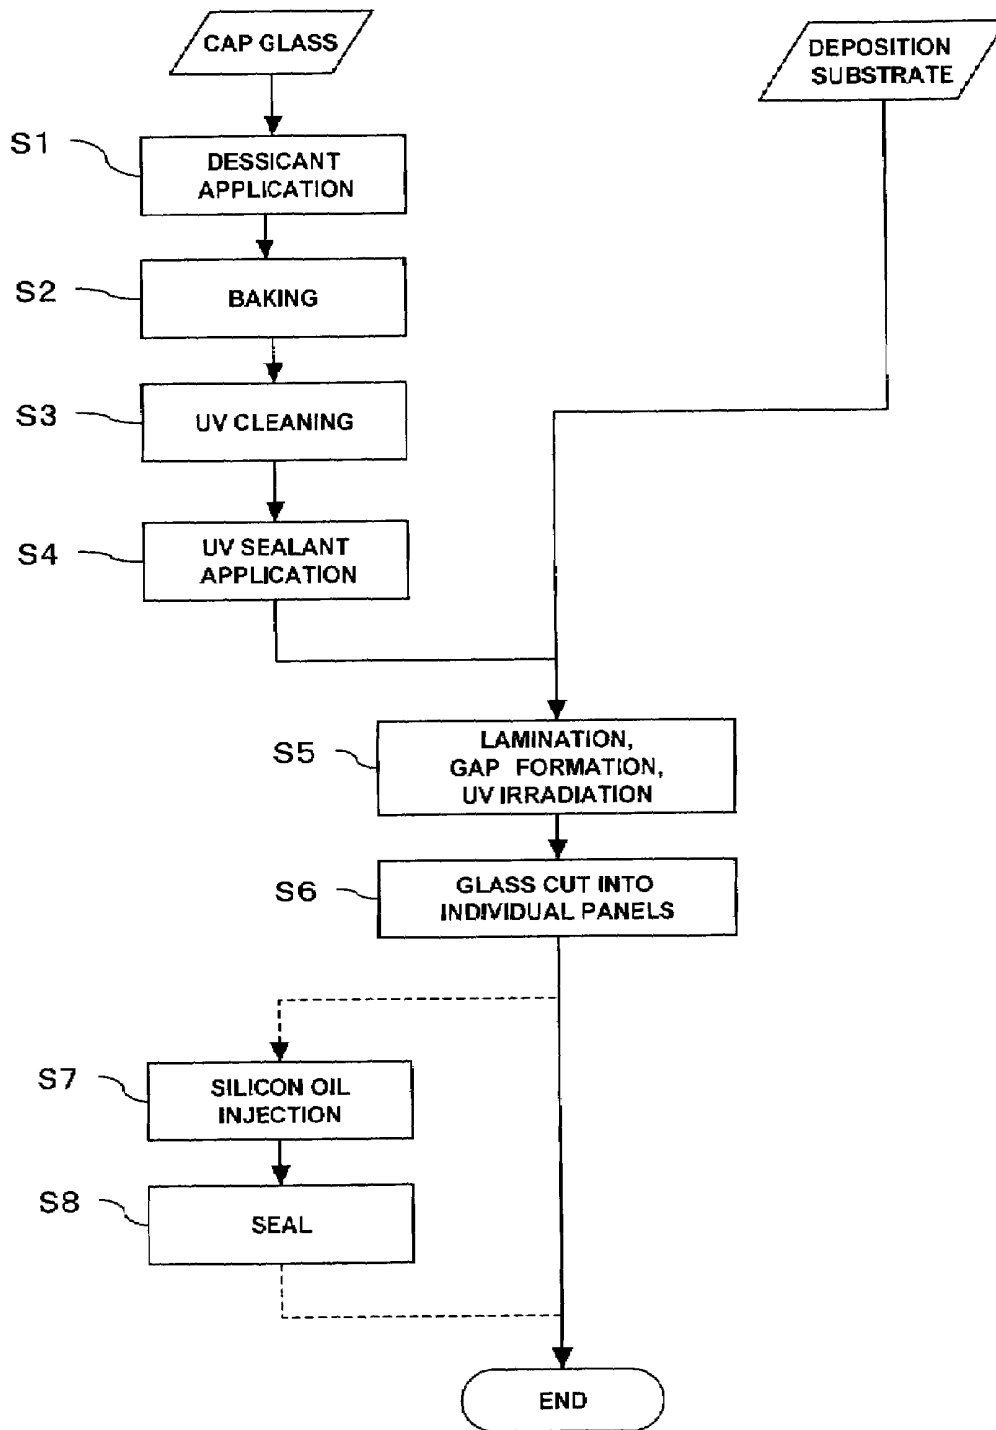 CAP GLASS
DEPOSITION
SUBSTRATE
S1
DESSICANT
APPLICATION
S2
BAKING
S3
UV CLEANING
S4
UV SEALANT
APPLICATION
S5
LAMINATION,
GAP FORMATION,
UV IRRADIATION
S6
GLASS CUT INTO
INDIVIDUAL PANELS
S7
SILICON OIL
INJECTION
S8
SEAL
END